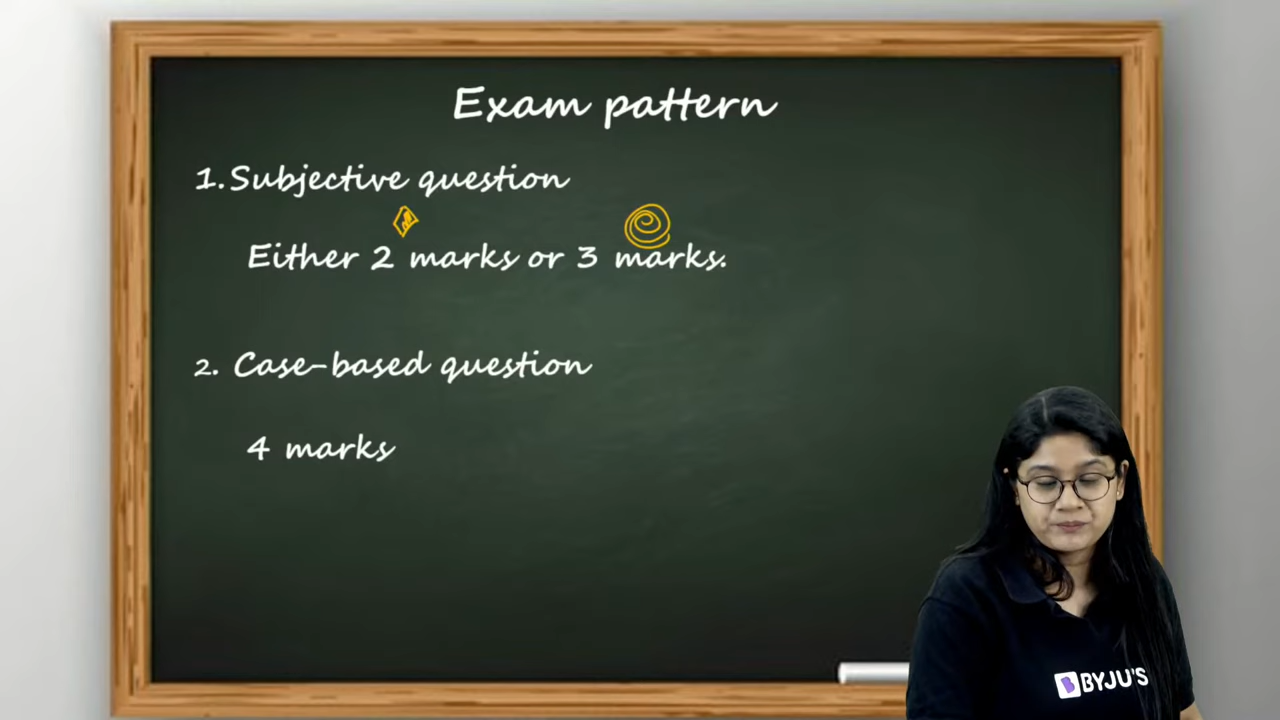 Exam pattern
1. Subjective question
Either 2 marks or 3 marks.
2. Case-based question
4 marks
BYJU'S